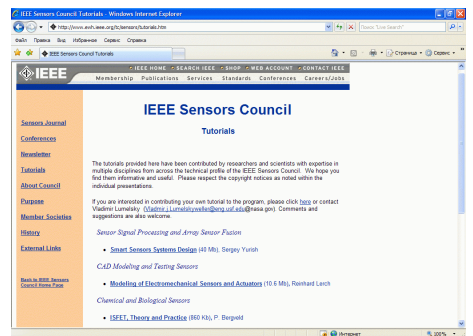 IEEE Sensors Council Tutorials - Windows Internet Explorer
http://www.ewh.ieee.org/tc/sensors/tutorials.htm
Файл Правка Вид Избранное Сервис Справка
IEEE Sensors Council Tutorials
Страница Сервис
IEEE HOME SEARCH IEEE SHOP WEB ACCOUNT CONTACT IEEE
IEEE
Membership Publications Services Standards Conferences Careers/Jobs
IEEE Sensors Council
Tutorials
Sensors Journal
Conferences
Newsletter
Tutorials
About Council
Purpose
Member Societies
History
External Links
Back to IEEE Sensors
Council Home Page
The tutorials provided here have been contributed by researchers and scientists with expertise in
multiple disciplines from across the technical profile of the IEEE Sensors Council. We hope you
find them informative and useful. Please respect the copyright notices as noted within the
individual presentations.
If you are interested in contributing your own tutorial to the program, please click here or contact
Vladimir Lumelsky (Vladimir.j.Lumelskyweller@eng.usf.edu@nasa.gov). Comments and
suggestions are also welcome.
Sensor Signal Processing and Array Sensor Fusion
• Smart Sensors Systems Design (40 Mb), Sergey Yurish
CAD Modeling and Testing Sensors
• Modeling of Electromechanical Sensors and Actuators (10.6 Mb), Reinhard Lerch
Chemical and Biological Sensors
• ISFET, Theory and Practice (860 Kb), P. Bergveld
Интернет 100%